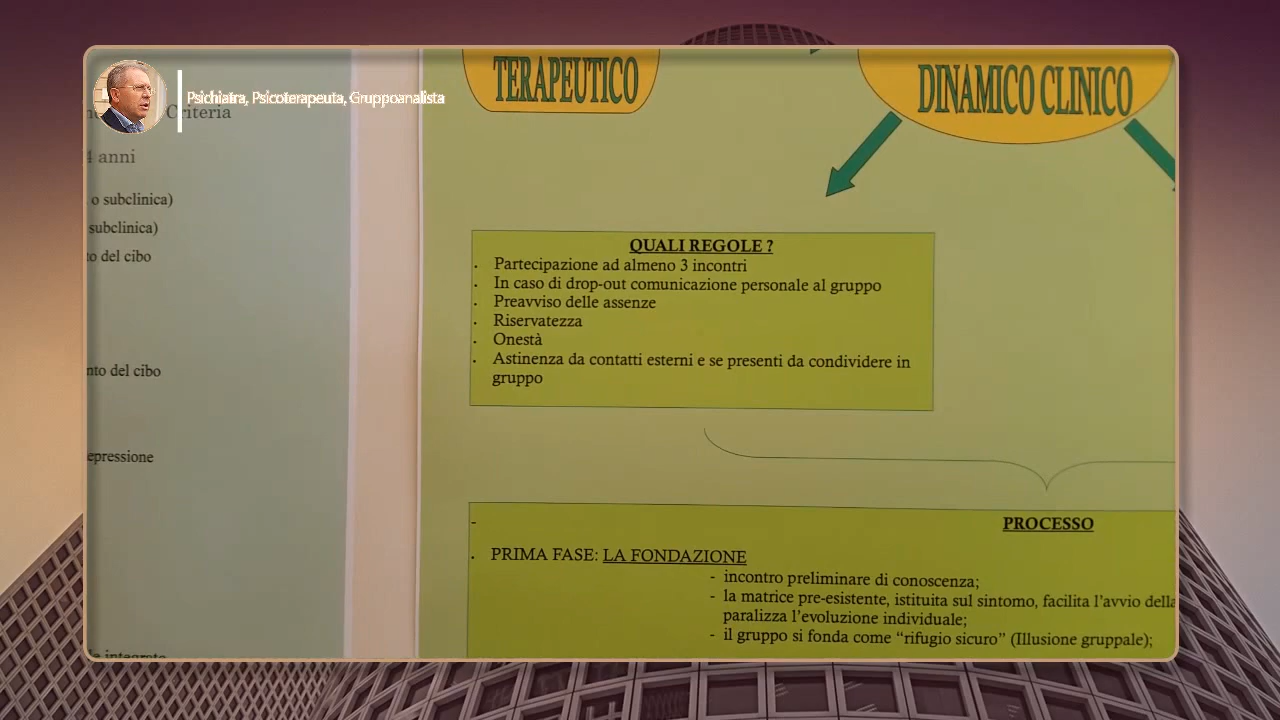 Psichiatra, Psicoterapeuta, Gruppoanalista
Criteria
4 anni
o subclinica)
subclinica)
to del cibo
nto del cibo
epressione
integrato
TERAPEUTICO
DINAMICO CLINICO
QUALI REGOLE ?
. Partecipazione ad almeno 3 incontri
. In caso di drop-out comunicazione personale al gruppo
. Preavviso delle assenze
. Riservatezza
. Onestà
. Astinenza da contatti esterni e se presenti da condividere in
gruppo
- PROCESSO
. PRIMA FASE: LA FONDAZIONE
- incontro preliminare di conoscenza;
- la matrice pre-esistente, istituita sul sintomo, facilita l'avvio della
paralizza l'evoluzione individuale;
- il gruppo si fonda come “rifugio sicuro” (Illusione gruppale);